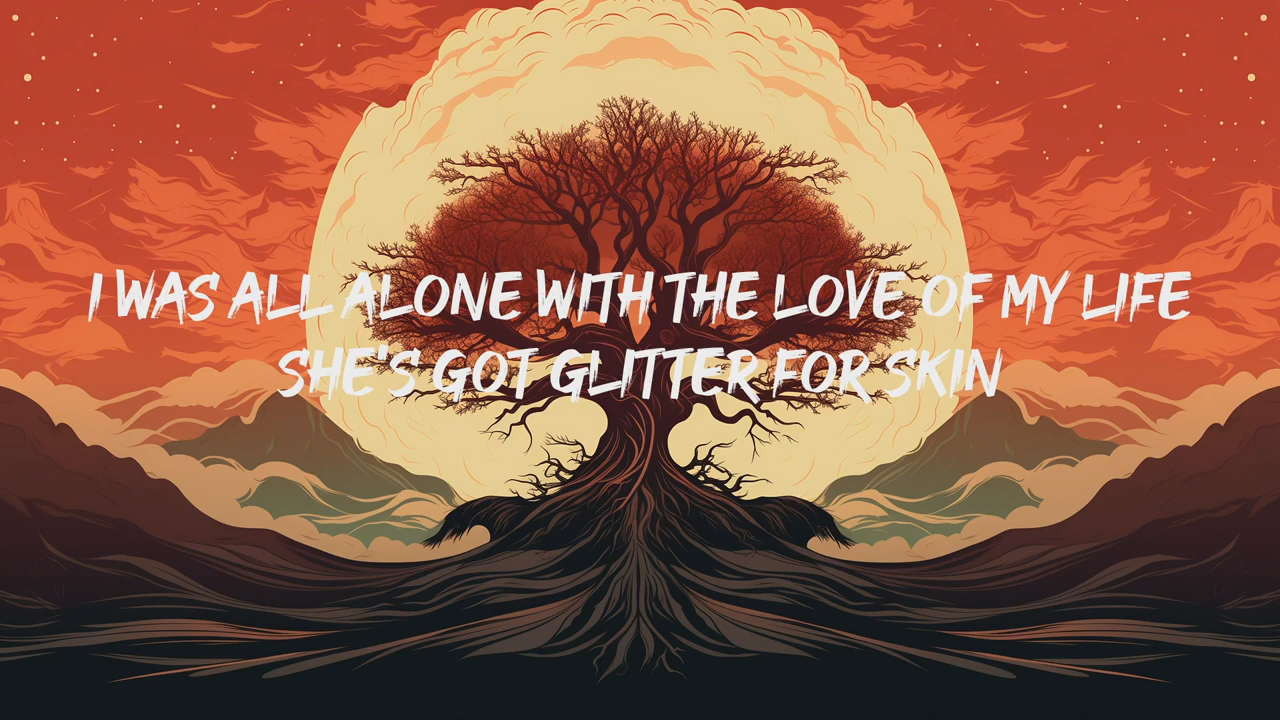 I WAS ALL ALONE WITH THE LOVE OF MY LIFE
SHE'S GOT GLITTER FOR SKIN